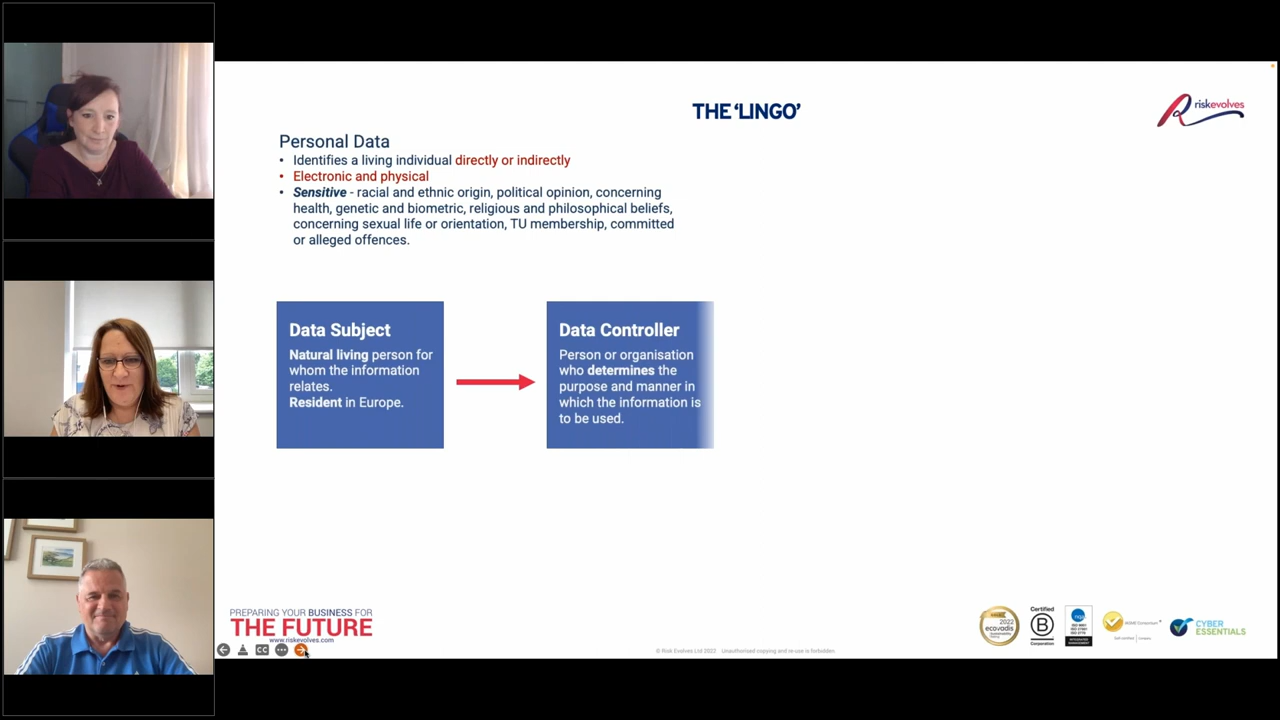 THE 'LINGO'
riskevolves
Personal Data
• Identifies a living individual directly or indirectly
• Electronic and physical
• Sensitive - racial and ethnic origin, political opinion, concerning
health, genetic and biometric, religious and philosophical beliefs,
concerning sexual life or orientation, TU membership, committed
or alleged offences.
Data Subject
Natural living person for
whom the information
relates.
Resident in Europe.
Data Controller
Person or organisation
who determines the
purpose and manner in
which the information is
to be used.
PREPARING YOUR BUSINESS FOR
THE FUTURE
www.riskevolves.com
CC
© Risk Evolves Ltd 2022 Unauthorised copying and re-use is forbidden.
2022
ecovadis
Certified
B
Corporation
CYBER
ESSENTIALS